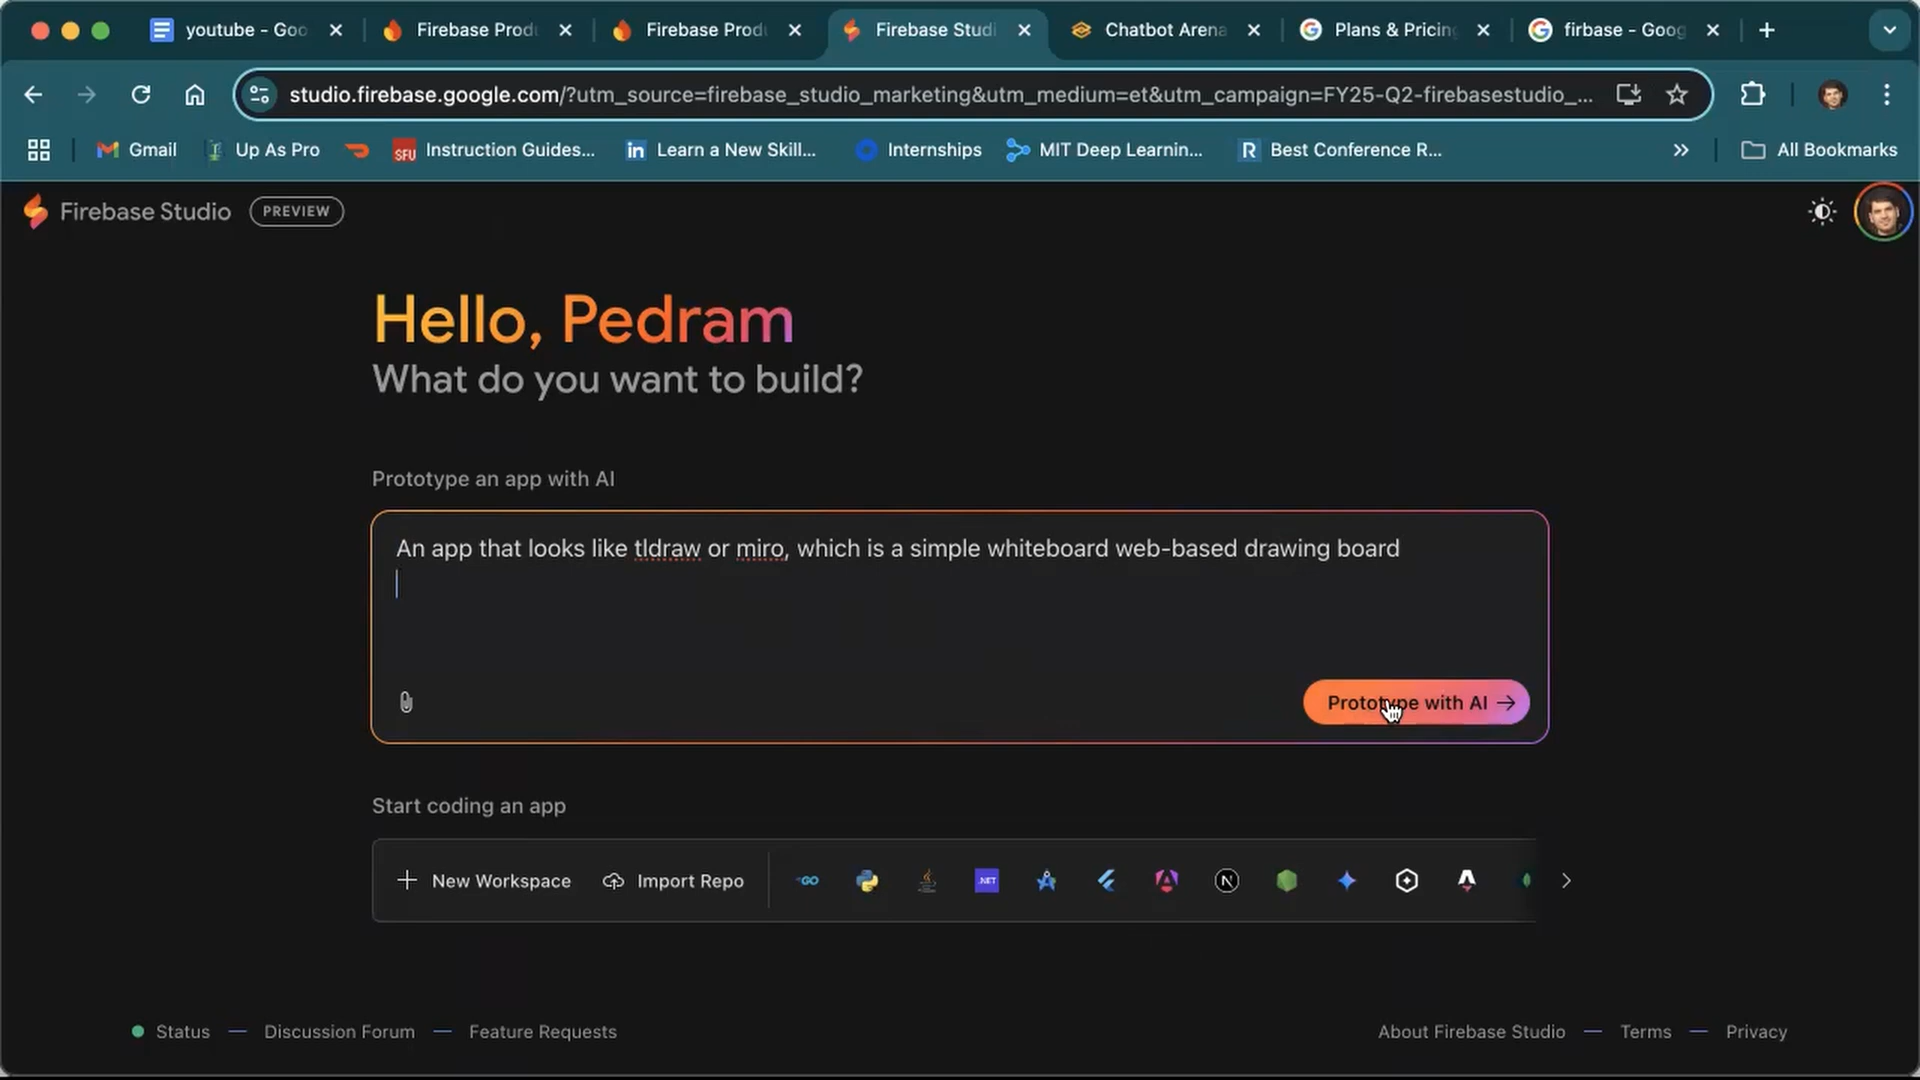 youtube - Goo
Firebase Prod
Firebase Prod
Firebase Studi
Chatbot Arena
Plans & Pricing
firbase - Goog
studio.firebase.google.com/?utm_source=firebase_studio_marketing&utm_medium=et&utm_campaign=FY25-Q2-firebasestudio_...
Gmail
Up As Pro
SFU
Instruction Guides...
in
Learn a New Skill...
Internships
MIT Deep Learnin...
R
Best Conference R...
All Bookmarks
Firebase Studio
PREVIEW
Hello, Pedram
What do you want to build?
Prototype an app with AI
An app that looks like tldraw or miro, which is a simple whiteboard web-based drawing board
Prototype with AI
Start coding an app
New Workspace
Import Repo
GO
.NET
N
Status
Discussion Forum
Feature Requests
About Firebase Studio
Terms
Privacy